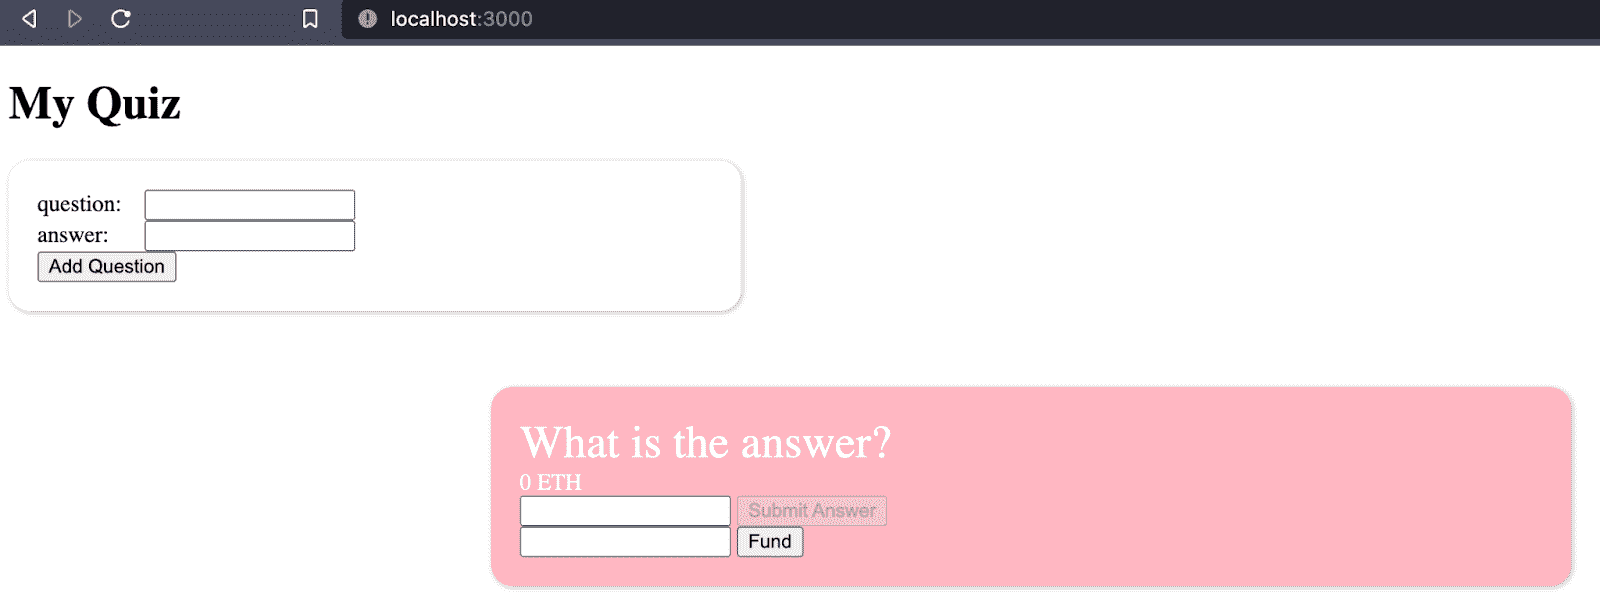 localhost:3000
My Quiz
question:
answer:
Add Question
What is the answer?
0 ETH
Submit Answer
Fund